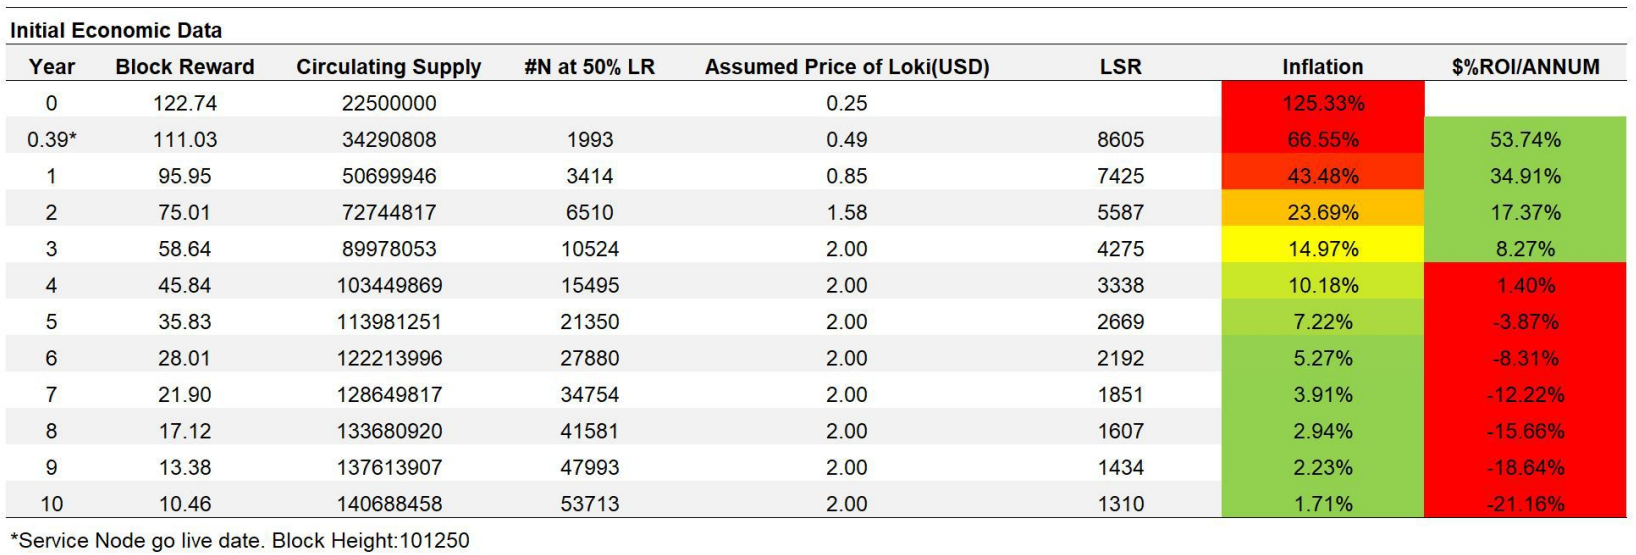 Initial Economic Data
Year Block Reward Circulating Supply #N at 50% LR Assumed Price of Loki(USD) LSR Inflation $%ROI/ANNUM
0 122.74 22500000 0.25 125.33%
0.39* 111.03 34290808 1993 0.49 8605 66.55% 53.74%
1 95.95 50699946 3414 0.85 7425 43.48% 34.91%
2 75.01 72744817 6510 1.58 5587 23.69% 17.37%
3 58.64 89978053 10524 2.00 4275 14.97% 8.27%
4 45.84 103449869 15495 2.00 3338 10.18% 1.40%
5 35.83 113981251 21350 2.00 2669 7.22% -3.87%
6 28.01 122213996 27880 2.00 2192 5.27% -8.31%
7 21.90 128649817 34754 2.00 1851 3.91% -12.22%
8 17.12 133680920 41581 2.00 1607 2.94% -15.66%
9 13.38 137613907 47993 2.00 1434 2.23% -18.64%
10 10.46 140688458 53713 2.00 1310 1.71% -21.16%
*Service Node go live date. Block Height:101250